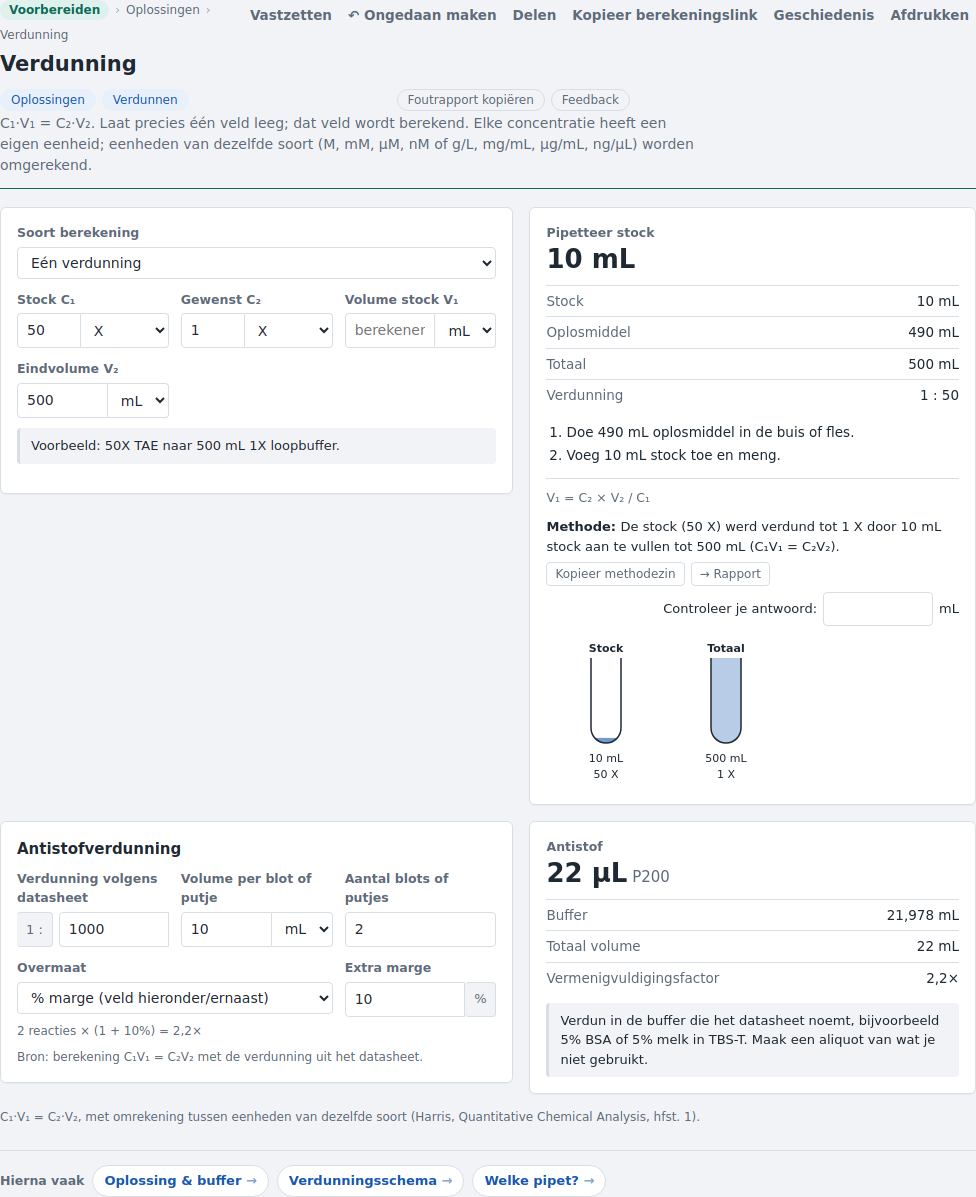 Voorbereiden › Oplossingen ›
Verdunning
Vastzetten ↶ Ongedaan maken Delen Kopieer berekeningslink Geschiedenis Afdrukken
Verdunning
Oplossingen Verdunnen Foutrapport kopiëren Feedback
C₁·V₁ = C₂·V₂. Laat precies één veld leeg; dat veld wordt berekend. Elke concentratie heeft een
eigen eenheid; eenheden van dezelfde soort (M, mM, µM, nM of g/L, mg/mL, µg/mL, ng/µL) worden
omgerekend.
Soort berekening
Eén verdunning
Stock C₁ Gewenst C₂ Volume stock V₁
50 X 1 X berekener mL
Eindvolume V₂
500 mL
Voorbeeld: 50X TAE naar 500 mL 1X loopbuffer.
Pipetteer stock
10 mL
Stock 10 mL
Oplosmiddel 490 mL
Totaal 500 mL
Verdunning 1 : 50
1. Doe 490 mL oplosmiddel in de buis of fles.
2. Voeg 10 mL stock toe en meng.
V₁ = C₂ × V₂ / C₁
Methode: De stock (50 X) werd verdund tot 1 X door 10 mL
stock aan te vullen tot 500 mL (C₁V₁ = C₂V₂).
Kopieer methodezin → Rapport
Controleer je antwoord: mL
Stock Totaal
10 mL 500 mL
50 X 1 X
Antistofverdunning
Verdunning volgens
datasheet
Volume per blot of
putje
Aantal blots of
putjes
1 : 1000 10 mL 2
Overmaat Extra marge
% marge (veld hieronder/ernaast) 10 %
2 reacties × (1 + 10%) = 2,2×
Bron: berekening C₁V₁ = C₂V₂ met de verdunning uit het datasheet.
Antistof
22 µL P200
Buffer 21,978 mL
Totaal volume 22 mL
Vermenigvuldigingsfactor 2,2×
Verdun in de buffer die het datasheet noemt, bijvoorbeeld
5% BSA of 5% melk in TBS-T. Maak een aliquot van wat je
niet gebruikt.
C₁·V₁ = C₂·V₂, met omrekening tussen eenheden van dezelfde soort (Harris, Quantitative Chemical Analysis, hfst. 1).
Hierna vaak Oplossing & buffer → Verdunningsschema → Welke pipet? →